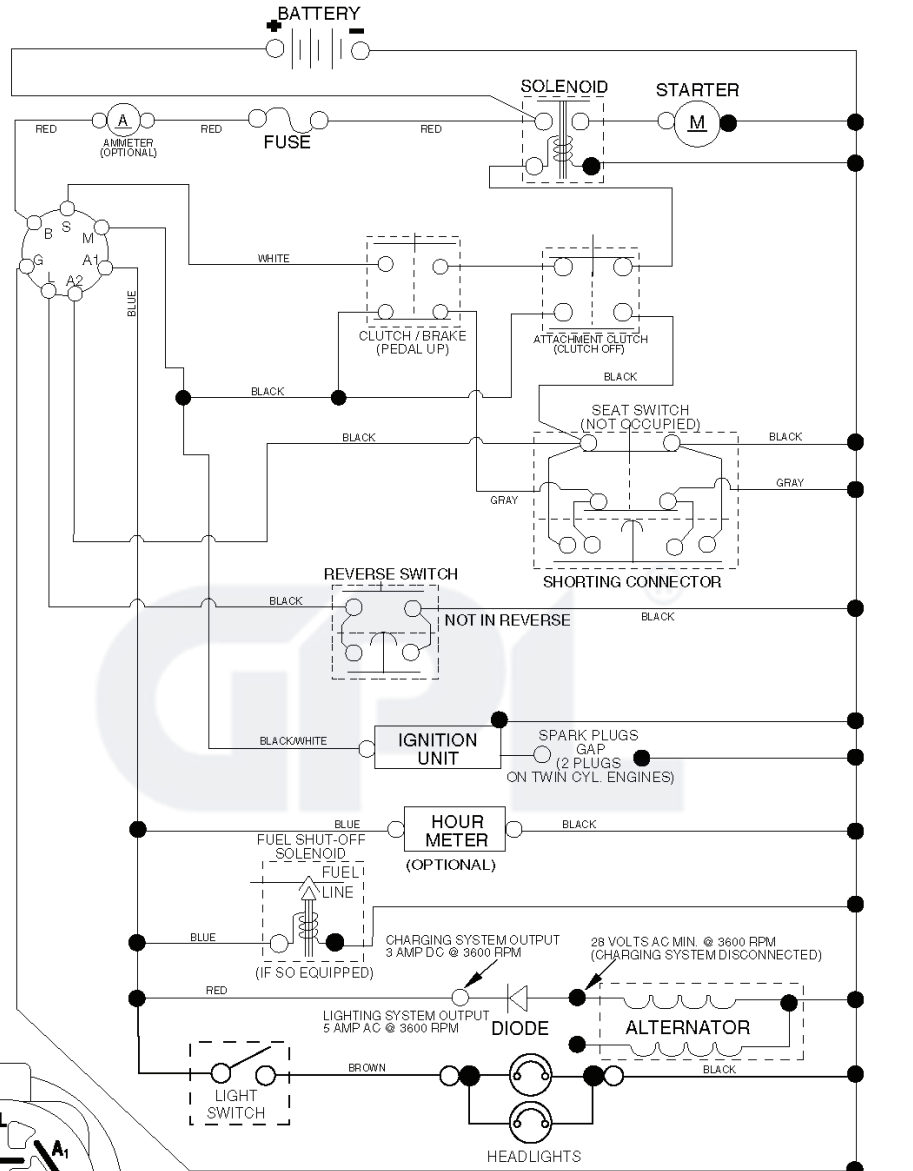 BATTERY
+
-
SOLENOID
STARTER
A
M
RED
RED
RED
AMMETER
(OPTIONAL)
FUSE
B
S
M
G
A1
L
A2
WHITE
BLUE
CLUTCH / BRAKE
(PEDAL UP)
ATTACHMENT CLUTCH
(CLUTCH OFF)
BLACK
BLACK
SEAT SWITCH
(NOT OCCUPIED)
BLACK
BLACK
GRAY
GRAY
REVERSE SWITCH
SHORTING CONNECTOR
BLACK
NOT IN REVERSE
BLACK
GPL
®
BLACK/WHITE
IGNITION
UNIT
SPARK PLUGS
GAP
(2 PLUGS
ON TWIN CYL. ENGINES)
BLUE
HOUR
METER
BLACK
(OPTIONAL)
FUEL SHUT-OFF
SOLENOID
FUEL
LINE
BLUE
(IF SO EQUIPPED)
CHARGING SYSTEM OUTPUT
3 AMP DC @ 3600 RPM
28 VOLTS AC MIN. @ 3600 RPM
(CHARGING SYSTEM DISCONNECTED)
RED
LIGHTING SYSTEM OUTPUT
5 AMP AC @ 3600 RPM
DIODE
ALTERNATOR
BROWN
BLACK
LIGHT
SWITCH
HEADLIGHTS
L
A1